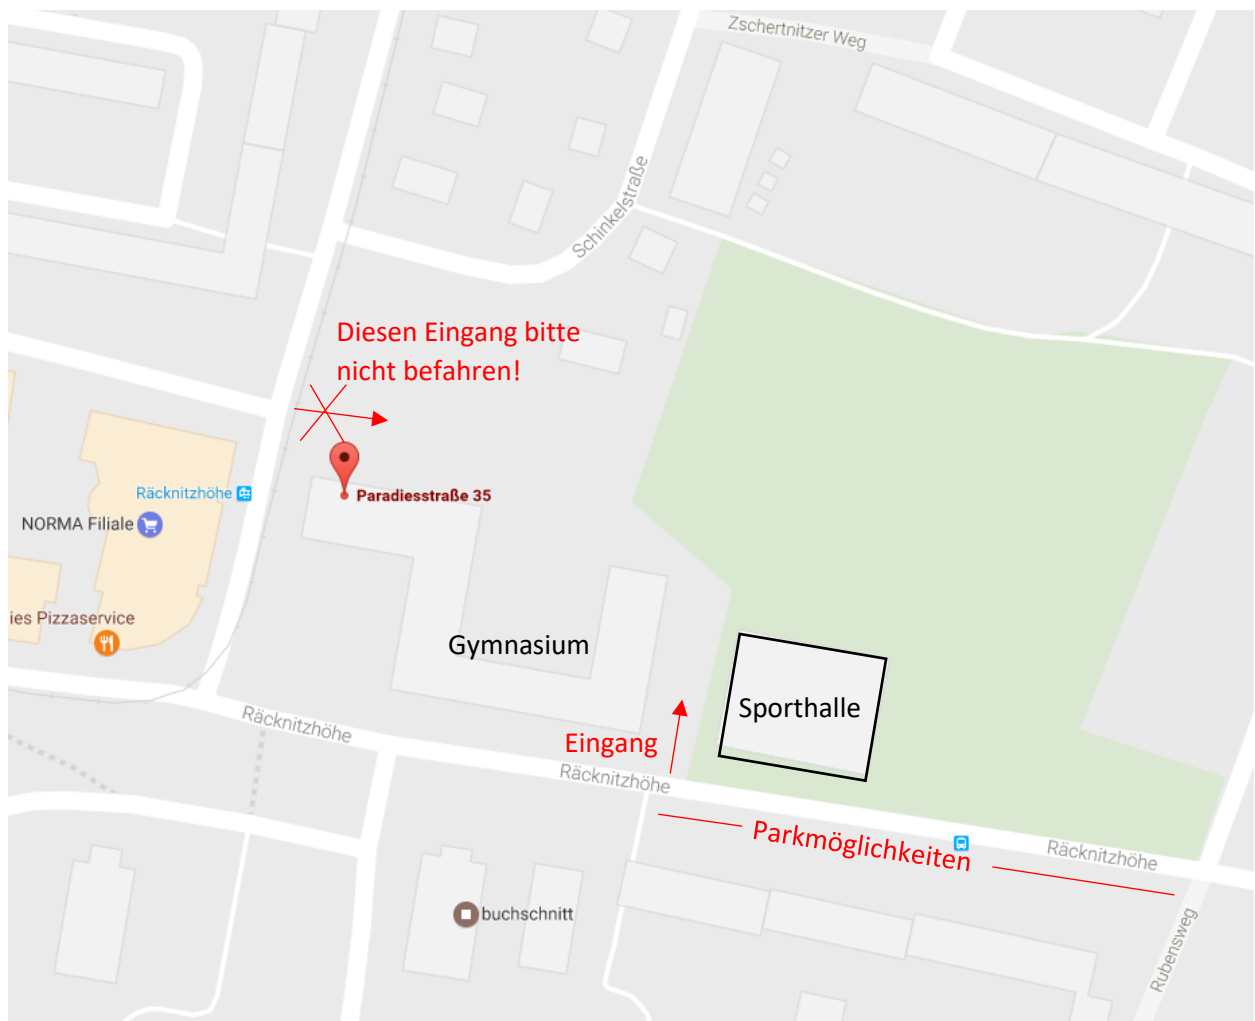 Zschertnitzer Weg
Schinkelstraße
Diesen Eingang bitte
nicht befahren!
Räcknitzhöhe
Paradiesstraße 35
NORMA Filiale
ies Pizzaservice
Gymnasium
Sporthalle
Räcknitzhöhe
Eingang
Räcknitzhöhe
Parkmöglichkeiten
Räcknitzhöhe
buchschnitt
Rubensweg